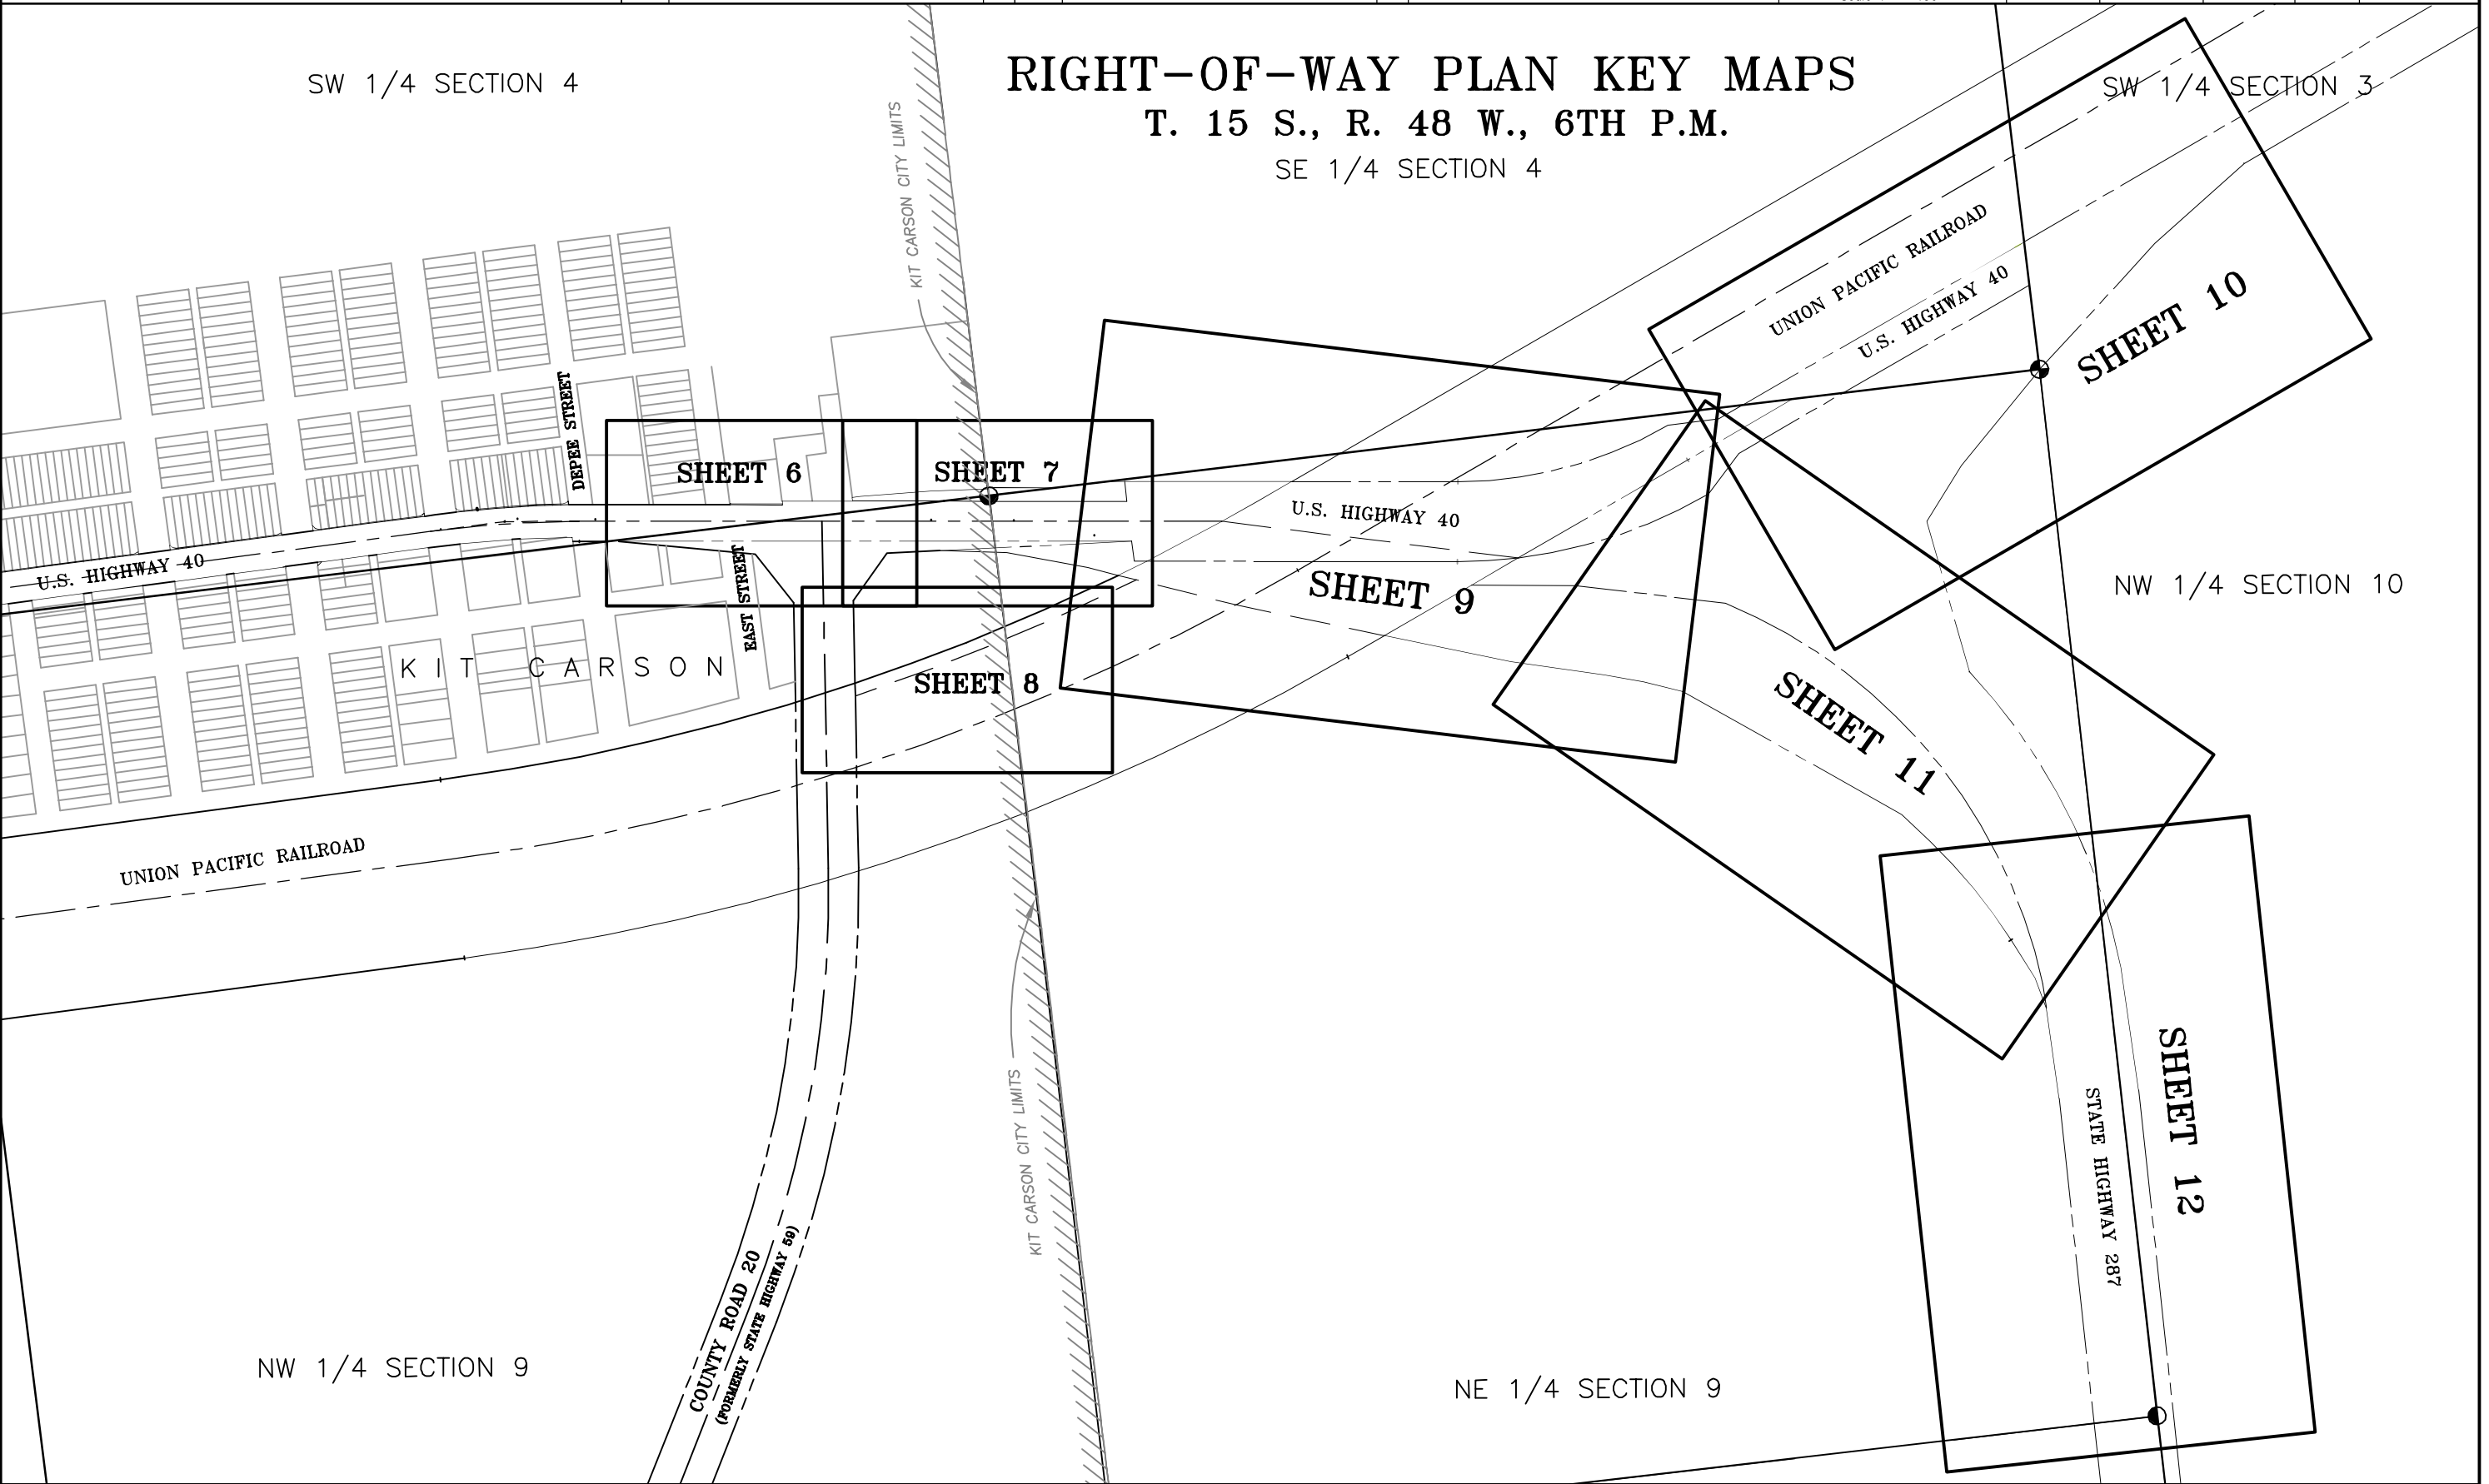 RIGHT-OF-WAY PLAN KEY MAPS
T. 15 S., R. 48 W., 6TH P.M.
SE 1/4 SECTION 4
SW 1/4 SECTION 4
SW 1/4 SECTION 3
KIT CARSON CITY LIMITS
UNION PACIFIC RAILROAD
U.S. HIGHWAY 40
SHEET 10
DEPEE STREET
SHEET 6
SHEET 7
U.S. HIGHWAY 40
U.S. HIGHWAY 40
SHEET 9
NW 1/4 SECTION 10
EAST STREET
KIT CARSON
SHEET 8
SHEET 11
UNION PACIFIC RAILROAD
SHEET 12
STATE HIGHWAY 287
KIT CARSON CITY LIMITS
COUNTY ROAD 20
(FORMERLY STATE HIGHWAY 59)
NW 1/4 SECTION 9
NE 1/4 SECTION 9